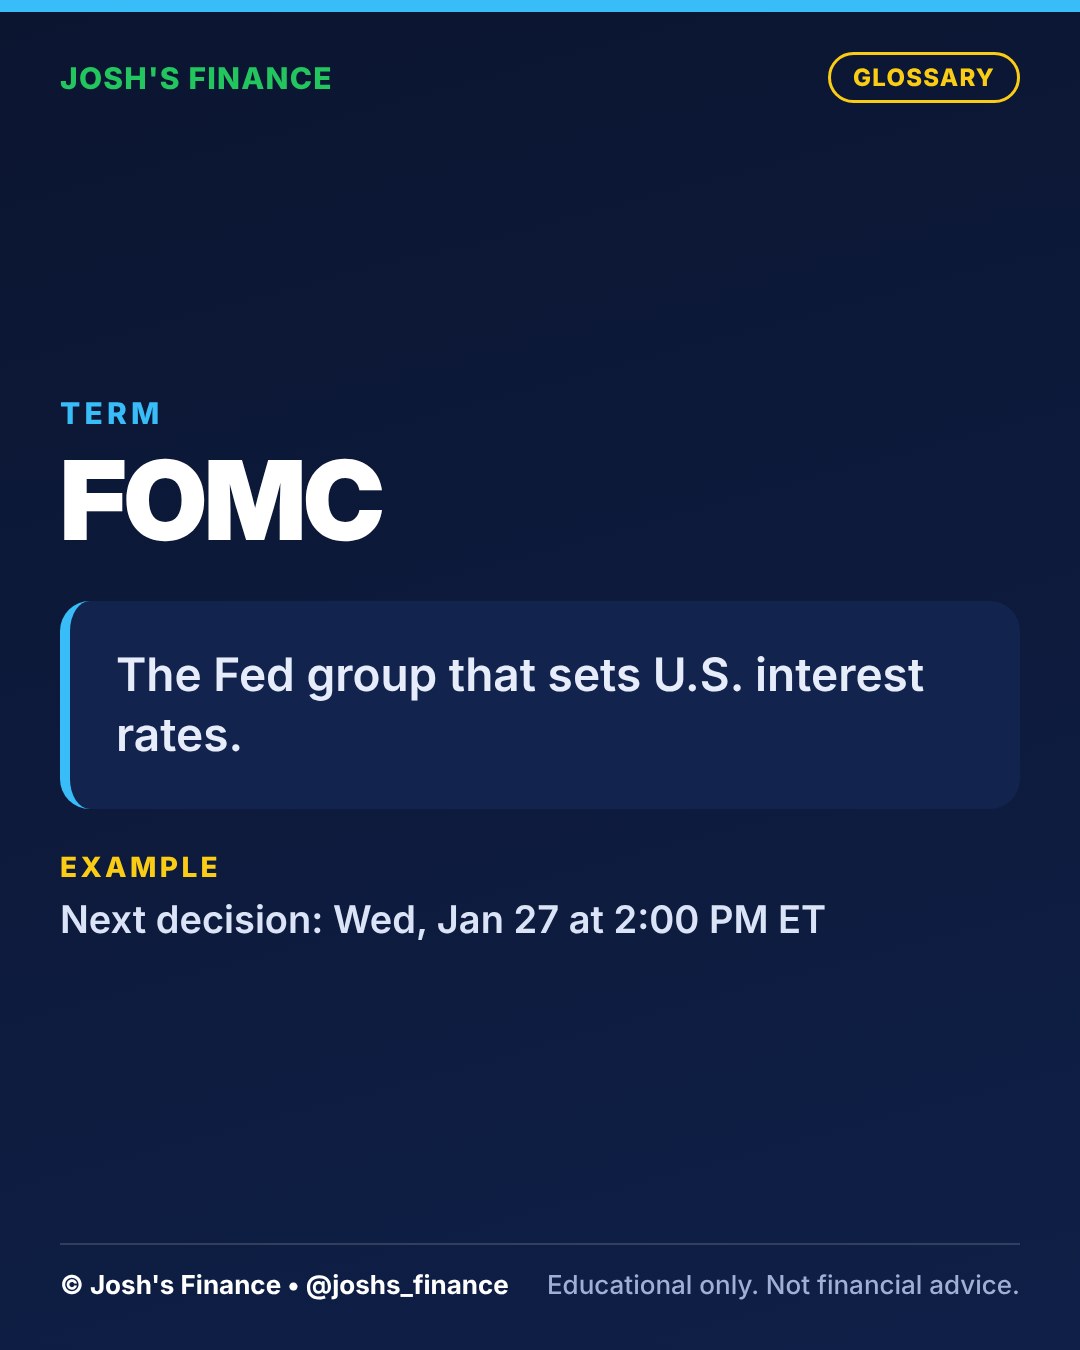 JOSH'S FINANCE
GLOSSARY
TERM
FOMC
The Fed group that sets U.S. interest
rates.
EXAMPLE
Next decision: Wed, Jan 27 at 2:00 PM ET
© Josh's Finance • @joshs_finance
Educational only. Not financial advice.